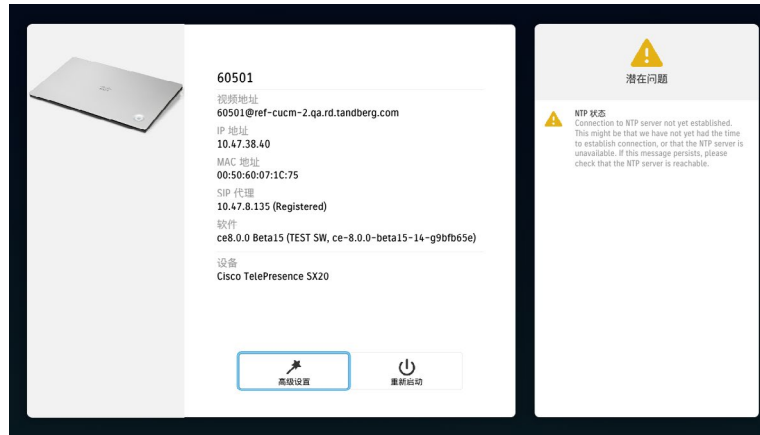 60501
视频地址
60501@ref-cucm-2.qa.rd.tandberg.com
IP 地址
10.47.38.40
MAC 地址
00:50:60:07:1C:75
SIP 代理
10.47.8.135 (Registered)
软件
ce8.0.0 Beta15 (TEST SW, ce-8.0.0-beta15-14-g9bfb65e)
设备
Cisco TelePresence SX20
高级设置
重新启动
潜在问题
NTP 状态
Connection to NTP server not yet established.
This might be that we have not yet had the time
to establish connection, or that the NTP server is
unavailable. If this message persists, please
check that the NTP server is reachable.